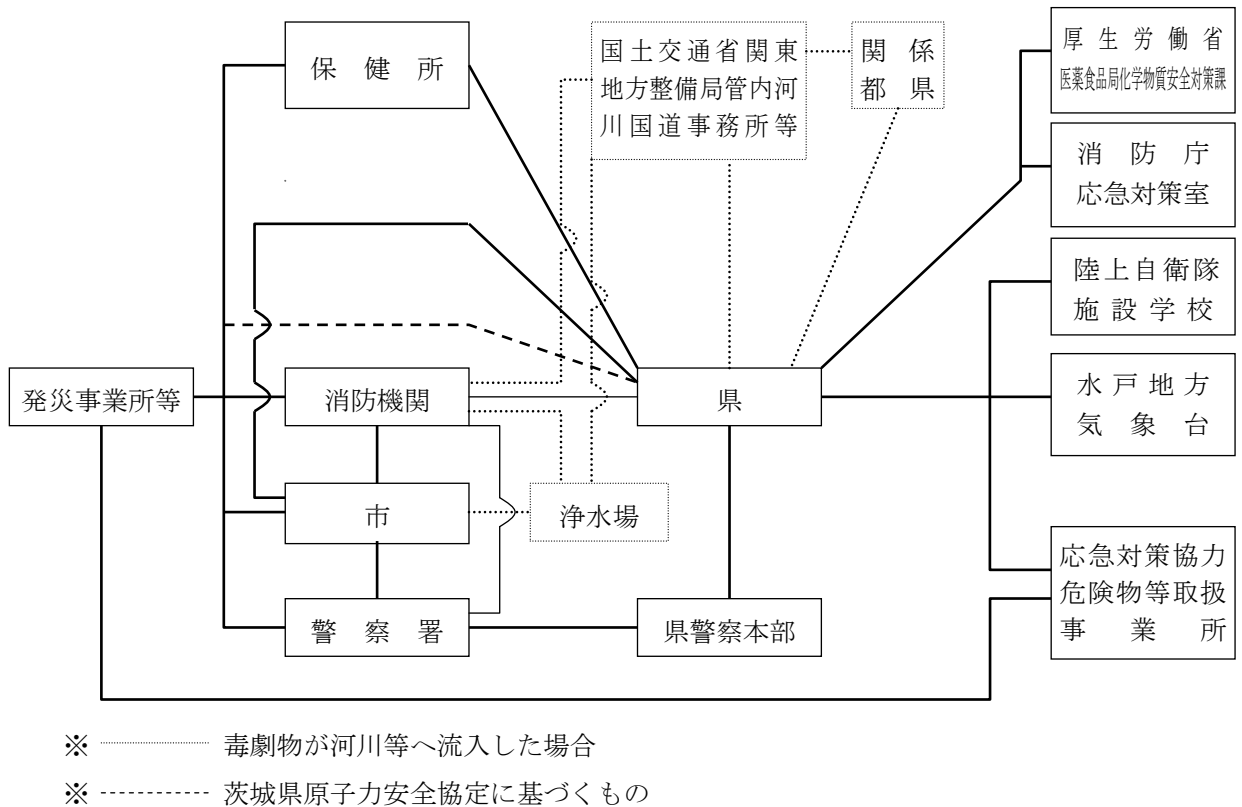 保健所
国土交通省関東
地方整備局管内河
川国道事務所等
関係
都県
厚生労働省
医薬食品局化学物質安全対策課
消防庁
応急対策室
陸上自衛隊
施設学校
発災事業所等
消防機関
県
水戸地方
気象台
市
浄水場
応急対策協力
危険物等取扱
事業所
警察署
県警察本部
※ 毒劇物が河川等へ流入した場合
※ 茨城県原子力安全協定に基づくもの